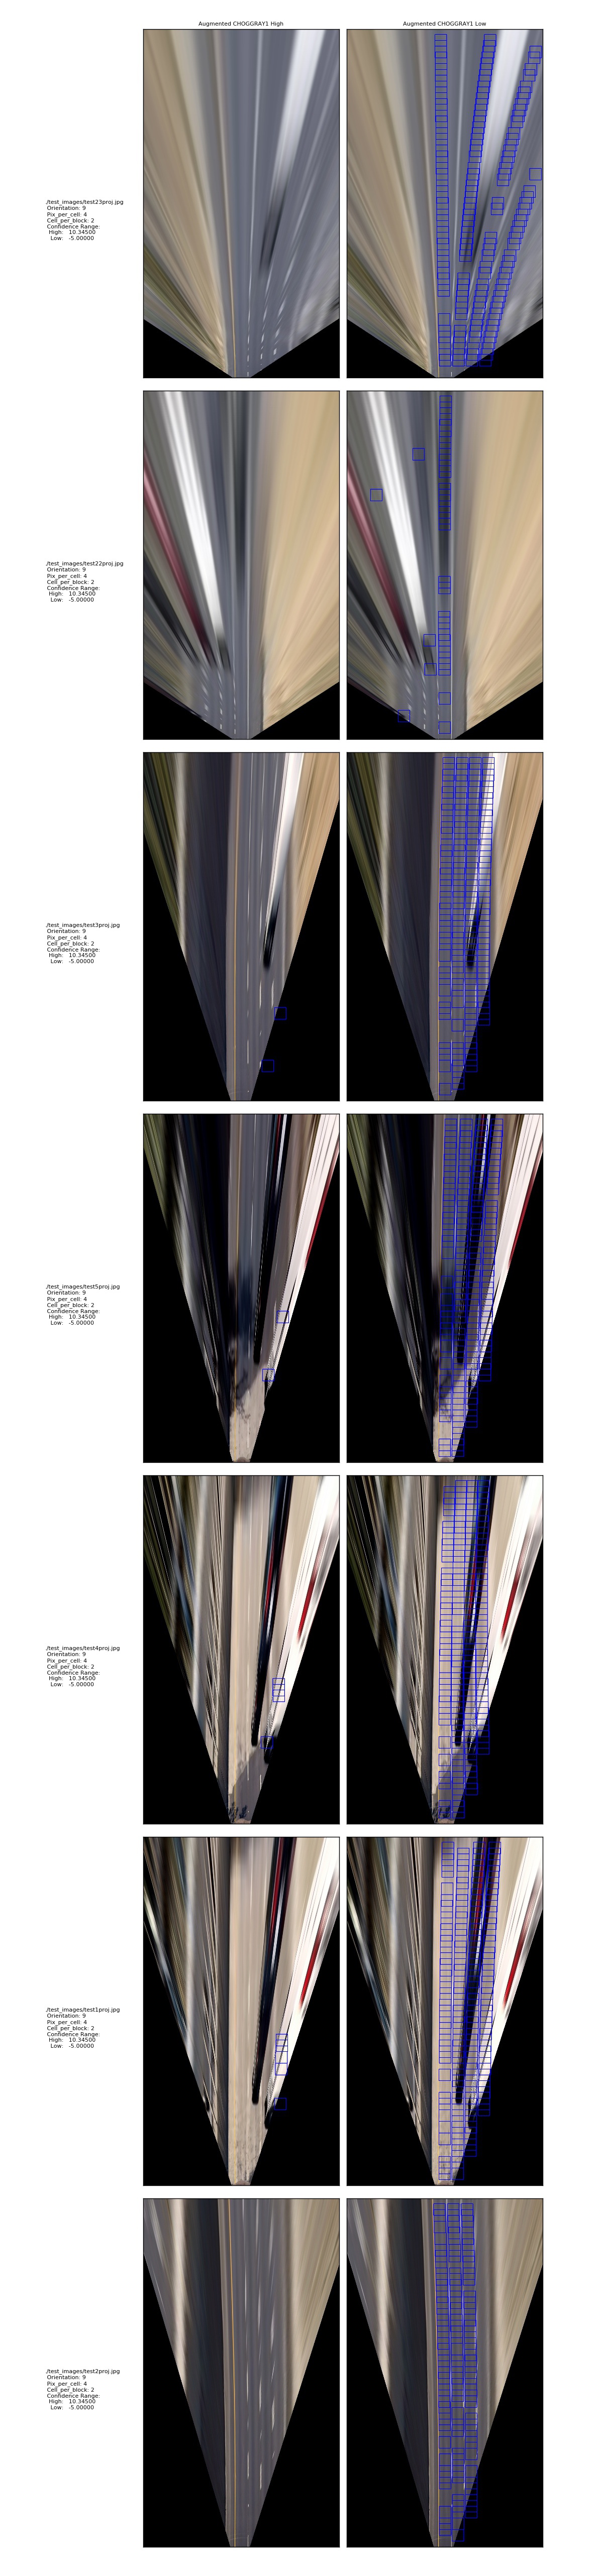 Augmented CHOGGRAY1 High
Augmented CHOGGRAY1 Low
/test_images/test23proj.jpg
Orientation: 9
Pix_per_cell: 4
Cell_per_block: 2
Confidence Range:
High: 10.34500
Low: -5.00000
/test_images/test22proj.jpg
Orientation: 9
Pix_per_cell: 4
Cell_per_block: 2
Confidence Range:
High: 10.34500
Low: -5.00000
/test_images/test3proj.jpg
Orientation: 9
Pix_per_cell: 4
Cell_per_block: 2
Confidence Range:
High: 10.34500
Low: -5.00000
/test_images/test5proj.jpg
Orientation: 9
Pix_per_cell: 4
Cell_per_block: 2
Confidence Range:
High: 10.34500
Low: -5.00000
/test_images/test4proj.jpg
Orientation: 9
Pix_per_cell: 4
Cell_per_block: 2
Confidence Range:
High: 10.34500
Low: -5.00000
/test_images/test1proj.jpg
Orientation: 9
Pix_per_cell: 4
Cell_per_block: 2
Confidence Range:
High: 10.34500
Low: -5.00000
/test_images/test2proj.jpg
Orientation: 9
Pix_per_cell: 4
Cell_per_block: 2
Confidence Range:
High: 10.34500
Low: -5.00000